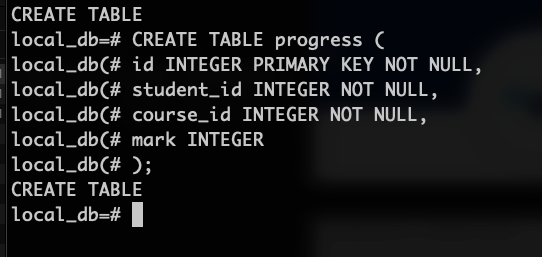 CREATE TABLE
local_db=# CREATE TABLE progress (
local_db(# id INTEGER PRIMARY KEY NOT NULL,
local_db(# student_id INTEGER NOT NULL,
local_db(# course_id INTEGER NOT NULL,
local_db(# mark INTEGER
local_db(# );
CREATE TABLE
local_db=#